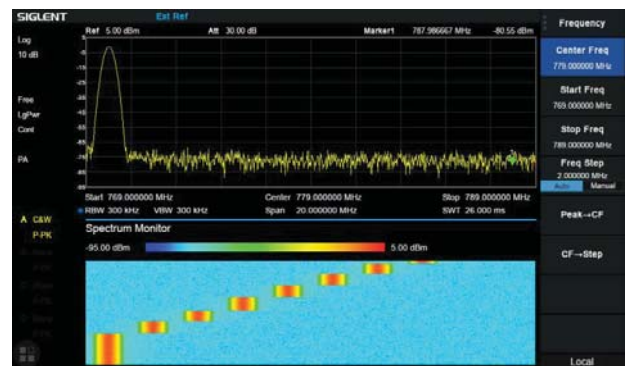 SIGLENT Ext Ref
Ref 5.00 dBm Att 30.00 dB Marker1 787.986667 MHz -80.55 dBm
Log
10 dB
Free
LgPwr
Cont
PA
A C&W
P-PK
Start 769.000000 MHz Center 779.000000 MHz Stop 789.000000 MHz
RBW 300 kHz VBW 300 kHz Span 20.000000 MHz SWT 26.000 ms
Spectrum Monitor
-95.00 dBm 5.00 dBm
Frequency
Center Freq
779.000000 MHz
Start Freq
769.000000 MHz
Stop Freq
789.000000 MHz
Freq Step
2.000000 MHz
Auto Manual
Peak→CF
CF→Step
Local